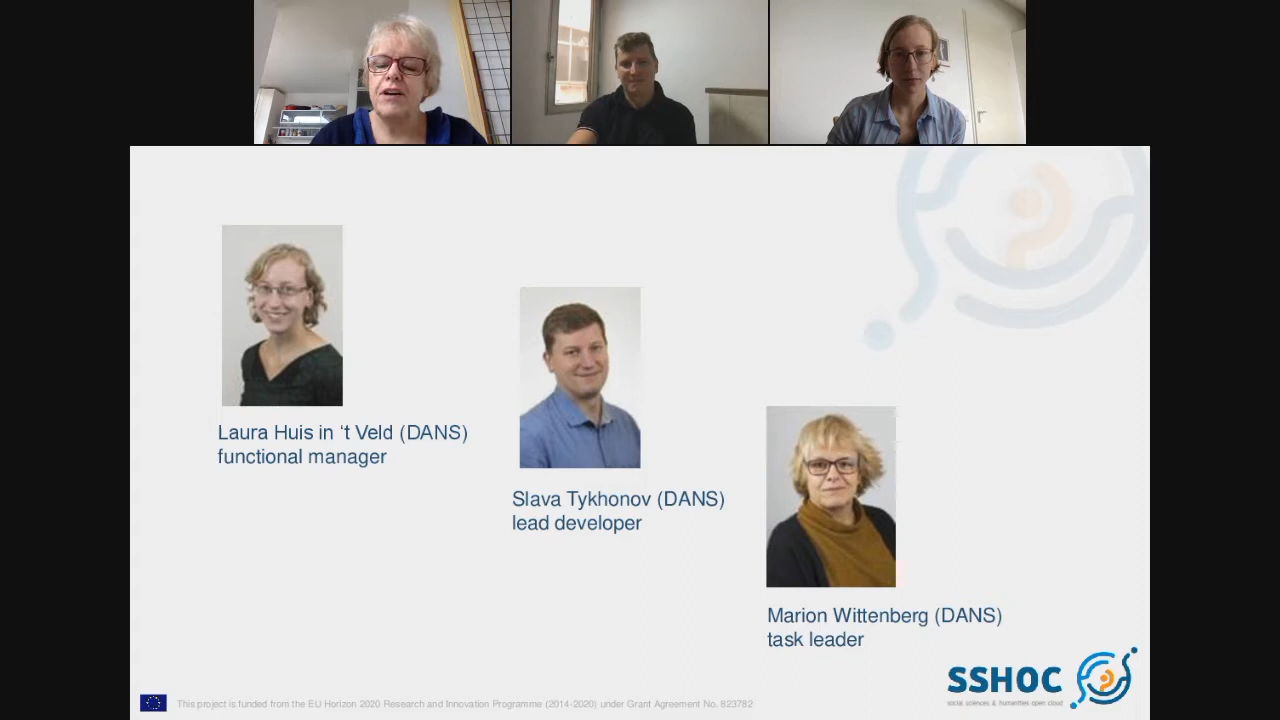 Laura Huis in ‘t Veld (DANS)
functional manager
Slava Tykhonov (DANS)
lead developer
Marion Wittenberg (DANS)
task leader
SSHOC
social sciences & humanities open cloud
This project is funded from the EU Horizon 2020 Research and Innovation Programme (2014-2020) under Grant Agreement No. 823782